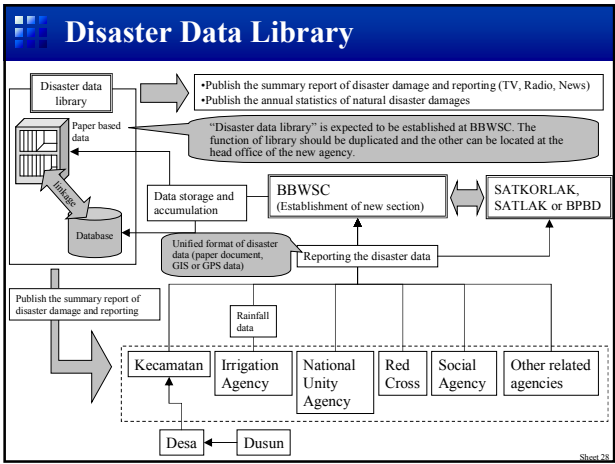 Disaster Data Library
Disaster data
library
•Publish the summary report of disaster damage and reporting (TV, Radio, News)
•Publish the annual statistics of natural disaster damages
Paper based
data
"Disaster data library" is expected to be established at BBWSC. The
function of library should be duplicated and the other can be located at the
head office of the new agency.
linkage
Database
Data storage and
accumulation
BBWSC
(Establishment of new section)
SATKORLAK,
SATLAK or BPBD
Unified format of disaster
data (paper document,
GIS or GPS data)
Reporting the disaster data
Publish the summary report of
disaster damage and reporting
Rainfall
data
Kecamatan
Irrigation
Agency
National
Unity
Agency
Red
Cross
Social
Agency
Other related
agencies
Desa
Dusun
Sheet 28